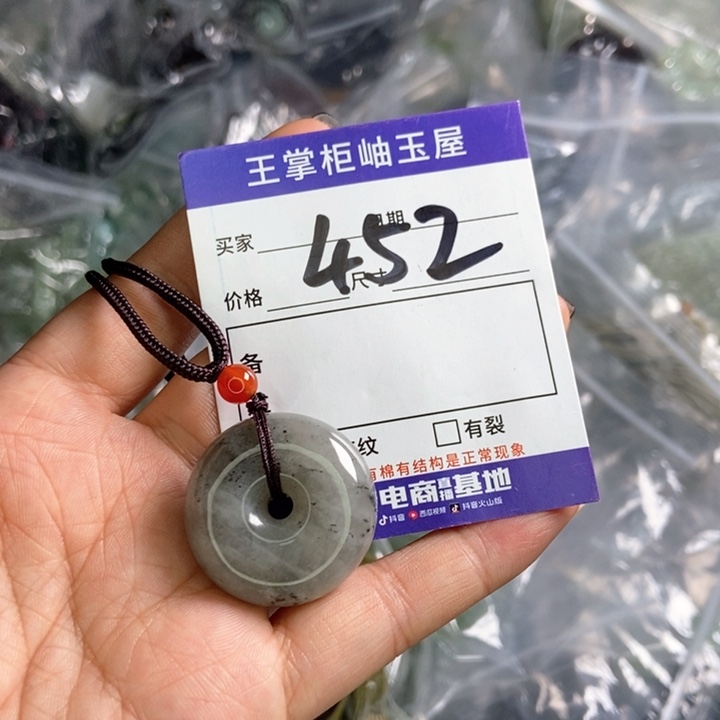 王掌柜岫玉屋
买家 日期
452
价格 尺寸
备
纹 有裂
有棉有结构是正常现象
电商直播基地
抖音 西瓜视频 抖音火山版